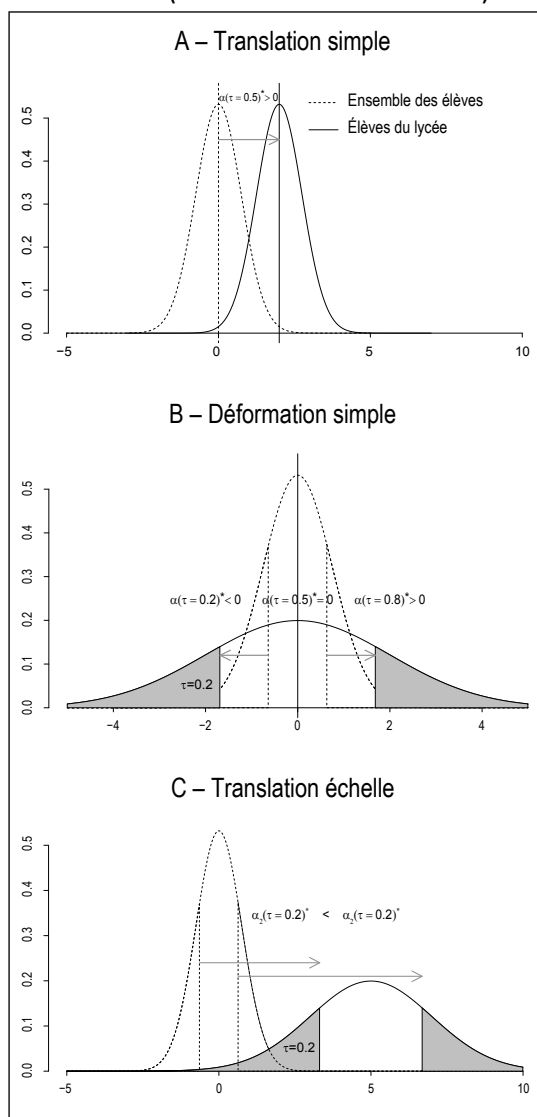 A – Translation simple
α(τ = 0.5)*> 0
Ensemble des élèves
Élèves du lycée
0.5
0.4
0.3
0.2
0.1
0.0
−5 0 5 10
B – Déformation simple
0.5
0.4
0.3
0.2
0.1
0.0
α(τ = 0.2)*< 0 α(τ = 0.5)*= 0 α(τ = 0.8)*> 0
τ=0.2
−4 −2 0 2 4
C – Translation échelle
0.5
0.4
0.3
0.2
0.1
0.0
α₂(τ = 0.2)* < α₂(τ = 0.2)*
τ=0.2
−5 0 5 10